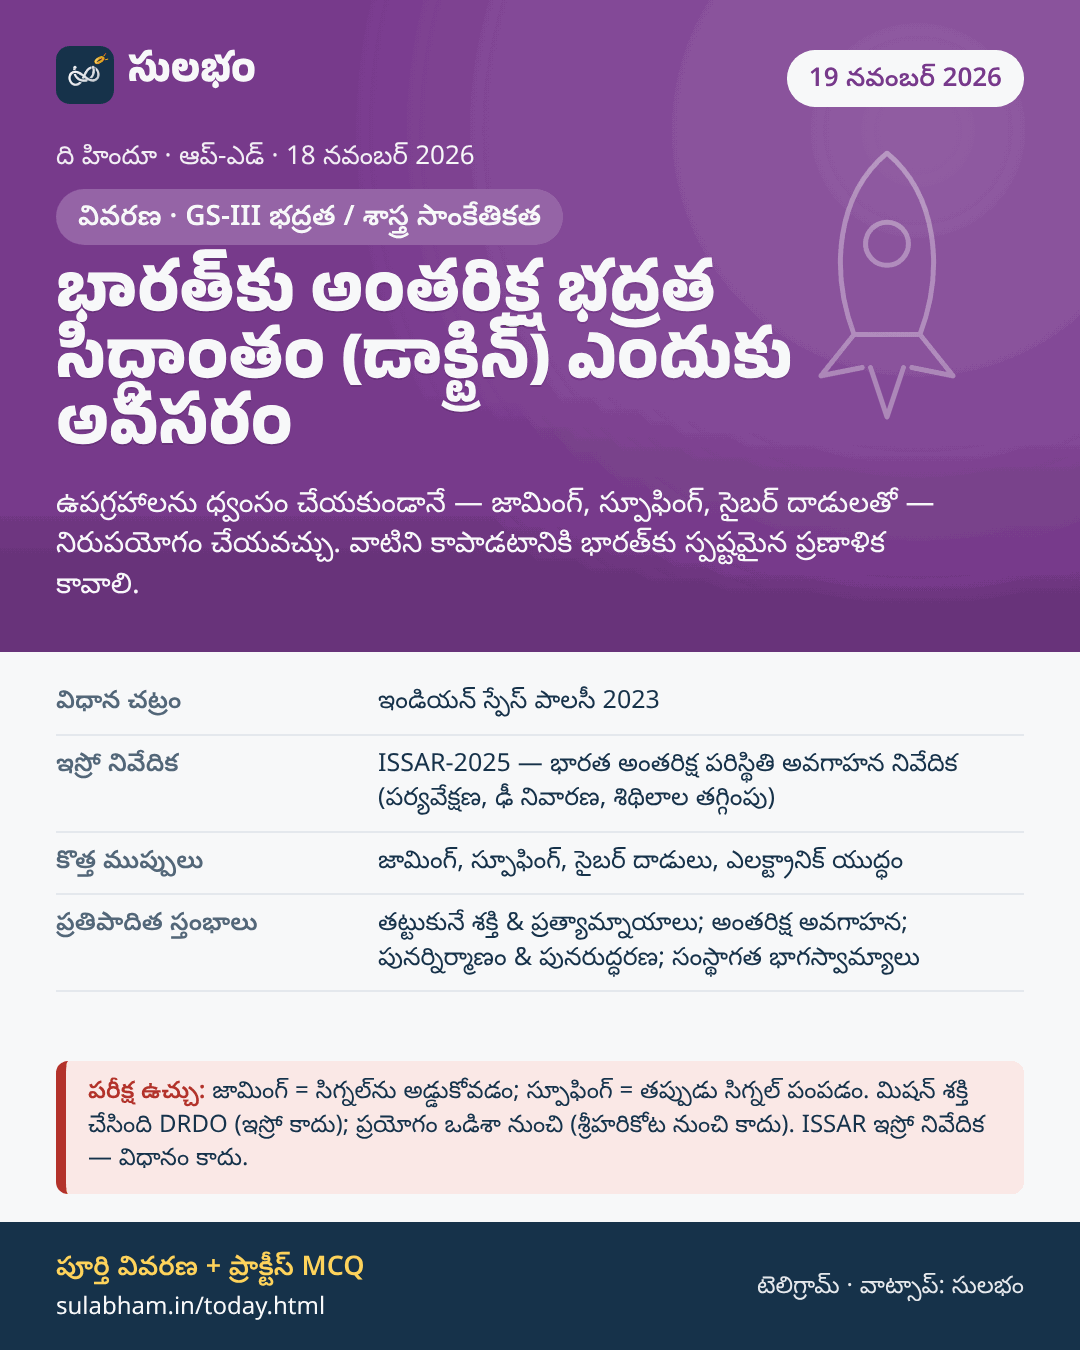 సులభం
19 నవంబర్ 2026
ది హిందూ · ఆప్-ఎడ్ · 18 నవంబర్ 2026
వివరణ · GS-III భద్రత / శాస్త్ర సాంకేతికత
భారత్‌కు అంతరిక్ష భద్రత
సిద్ధాంతం (డాక్ట్రిన్) ఎందుకు
అవసరం
ఉపగ్రహాలను ధ్వంసం చేయకుండానే — జామింగ్, స్పూఫింగ్, సైబర్ దాడులతో —
నిరుపయోగం చేయవచ్చు. వాటిని కాపాడటానికి భారత్‌కు స్పష్టమైన ప్రణాళిక
కావాలి.
విధాన చట్రం
ఇండియన్ స్పేస్ పాలసీ 2023
ఇస్రో నివేదిక
ISSAR-2025 — భారత అంతరిక్ష పరిస్థితి అవగాహన నివేదిక
(పర్యవేక్షణ, ఢీ నివారణ, శిథిలాల తగ్గింపు)
కొత్త ముప్పులు
జామింగ్, స్పూఫింగ్, సైబర్ దాడులు, ఎలక్ట్రానిక్ యుద్ధం
ప్రతిపాదిత స్తంభాలు
తట్టుకునే శక్తి & ప్రత్యామ్నాయాలు; అంతరిక్ష అవగాహన;
పునర్నిర్మాణం & పునరుద్ధరణ; సంస్థాగత భాగస్వామ్యాలు
పరీక్ష ఉచ్చు: జామింగ్ = సిగ్నల్‌ను అడ్డుకోవడం; స్పూఫింగ్ = తప్పుడు సిగ్నల్ పంపడం. మిషన్ శక్తి
చేసింది DRDO (ఇస్రో కాదు); ప్రయోగం ఒడిశా నుంచి (శ్రీహరికోట నుంచి కాదు). ISSAR ఇస్రో నివేదిక
— విధానం కాదు.
పూర్తి వివరణ + ప్రాక్టీస్ MCQ
sulabham.in/today.html
టెలిగ్రామ్ · వాట్సాప్: సులభం